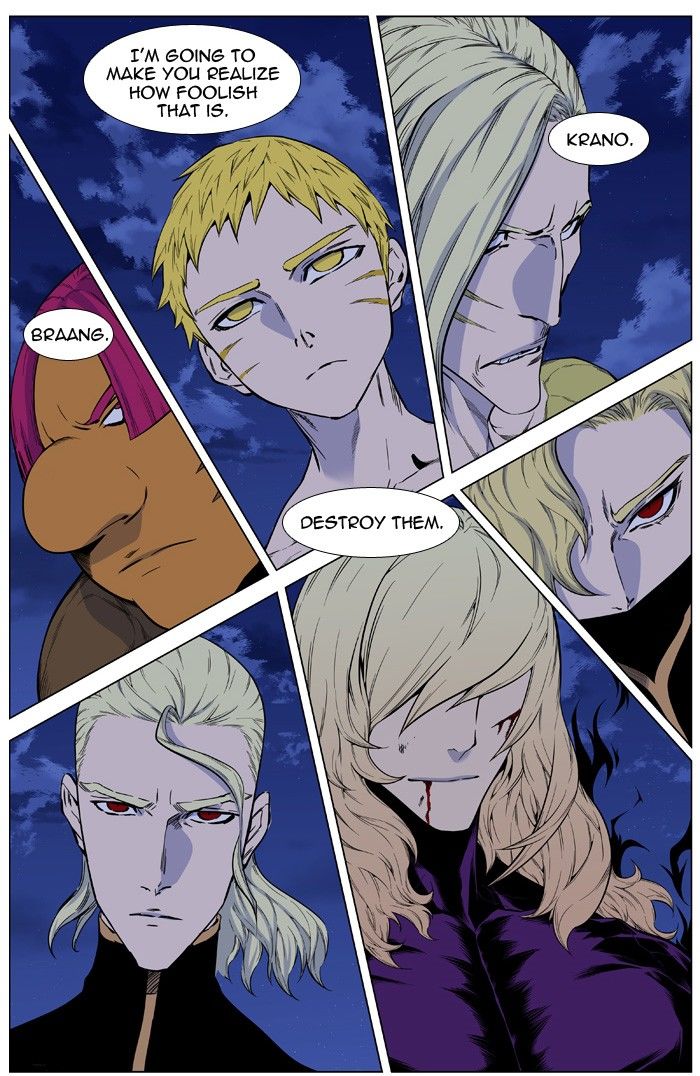 I'M GOING TO
MAKE YOU REALIZE
HOW FOOLISH
THAT IS.
KRANO.
BRAANG.
DESTROY THEM.